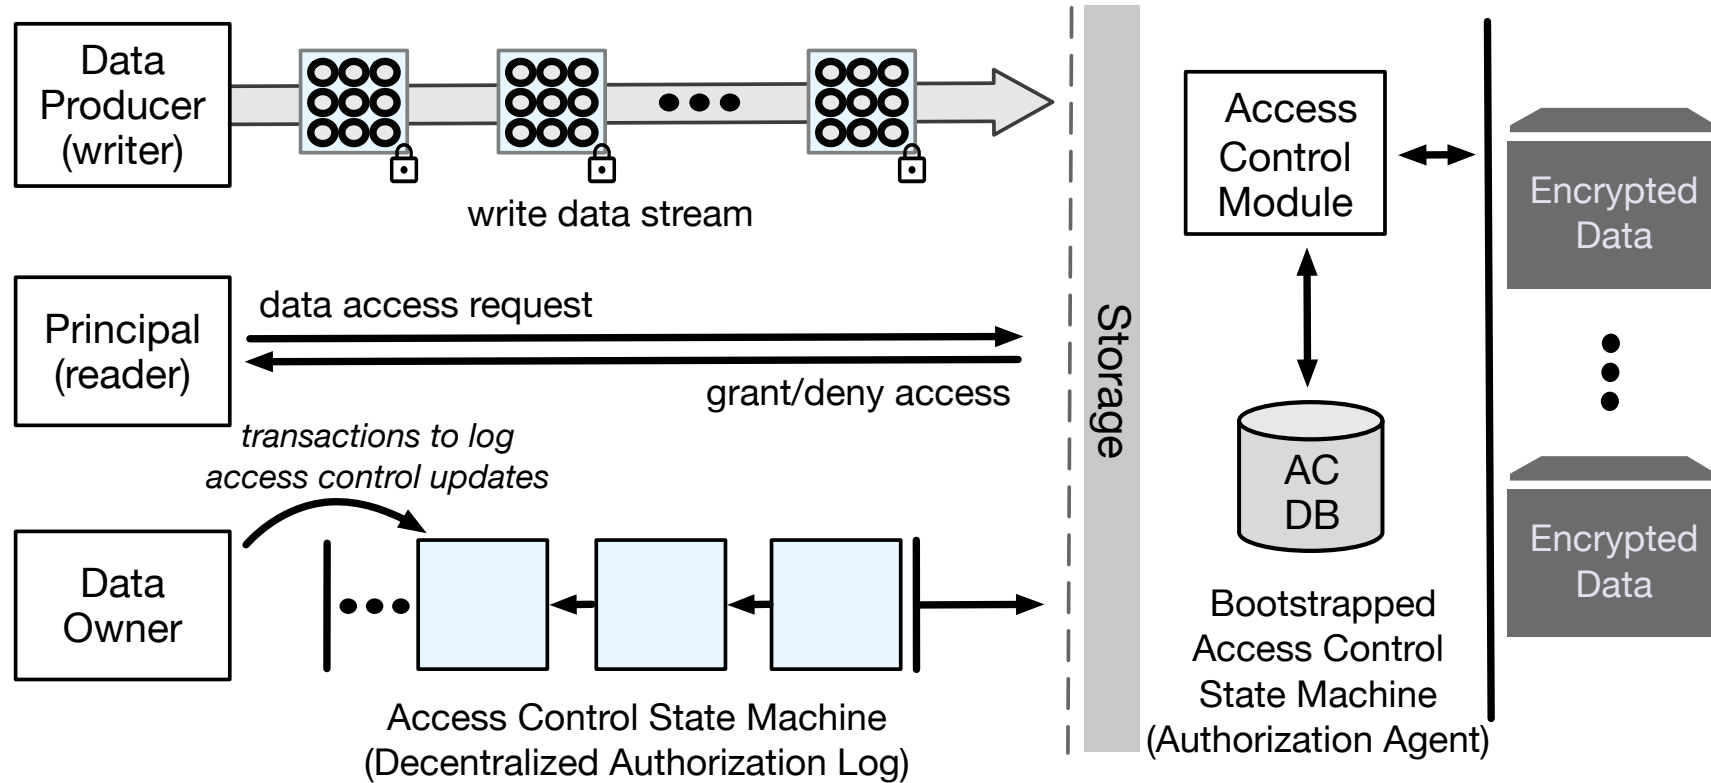 Data
Producer
(writer)
write data stream
Principal
(reader)
data access request
grant/deny access
transactions to log
access control updates
Data
Owner
Access Control State Machine
(Decentralized Authorization Log)
Storage
Access
Control
Module
AC
DB
Bootstrapped
Access Control
State Machine
(Authorization Agent)
Encrypted
Data
Encrypted
Data